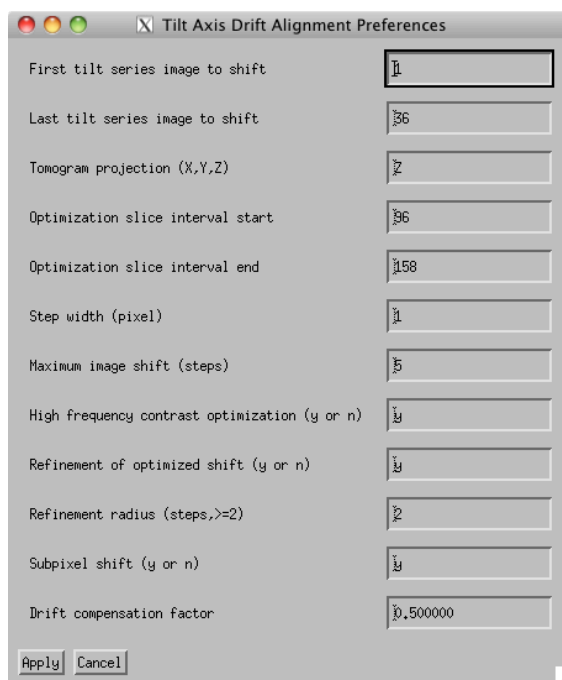 Tilt Axis Drift Alignment Preferences
First tilt series image to shift 1
Last tilt series image to shift 36
Tomogram projection (X,Y,Z) Z
Optimization slice interval start 96
Optimization slice interval end 158
Step width (pixel) 1
Maximum image shift (steps) 5
High frequency contrast optimization (y or n) y
Refinement of optimized shift (y or n) y
Refinement radius (steps,>=2) 2
Subpixel shift (y or n) y
Drift compensation factor 0.500000
Apply Cancel